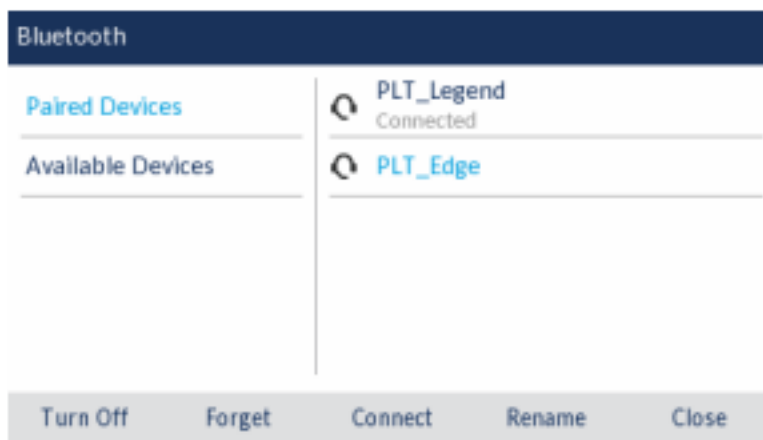 Bluetooth
Paired Devices
Available Devices
PLT_Legend
Connected
PLT_Edge
Turn Off Forget Connect Rename Close